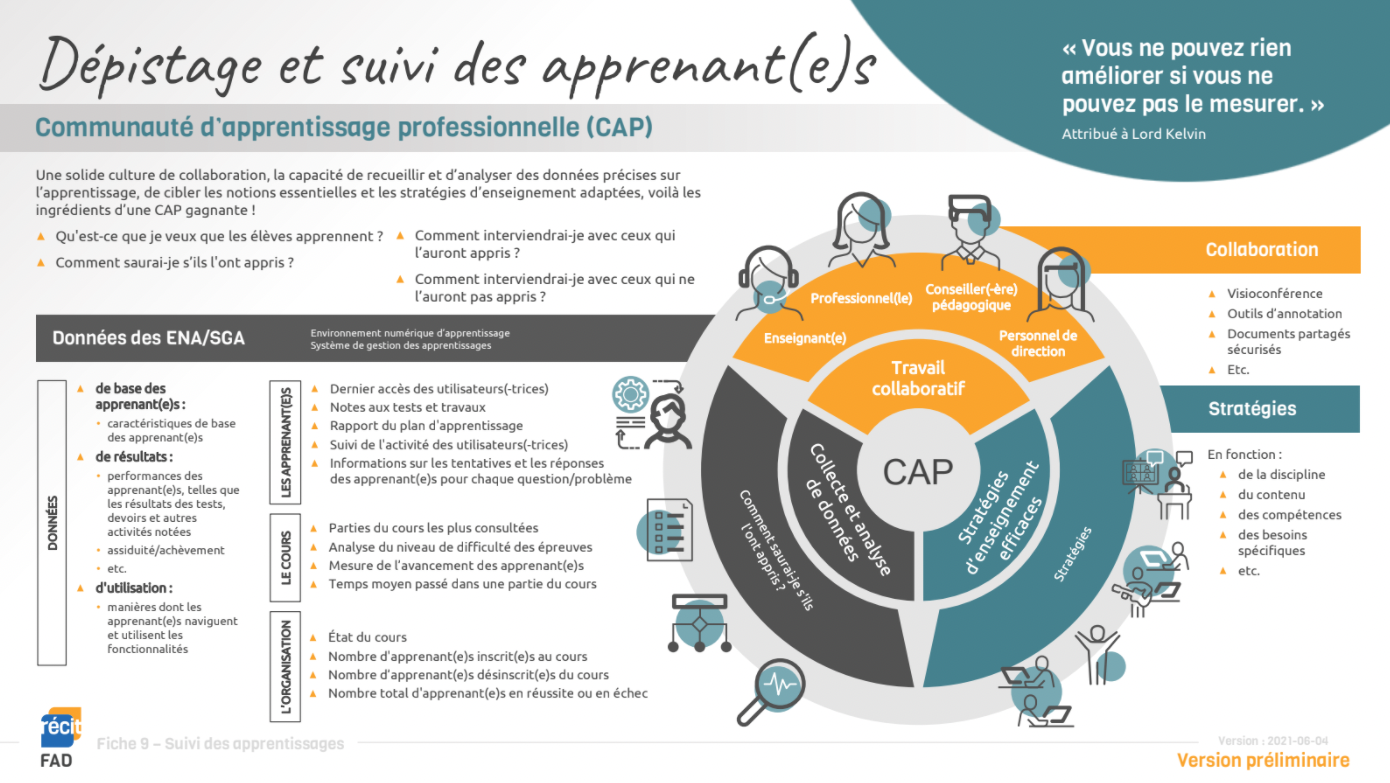 Dépistage et suivi des apprenant(e)s
« Vous ne pouvez rien
améliorer si vous ne
pouvez pas le mesurer. »
Attribué à Lord Kelvin
Communauté d'apprentissage professionnelle (CAP)
Une solide culture de collaboration, la capacité de recueillir et d'analyser des données précises sur
l'apprentissage, de cibler les notions essentielles et les stratégies d'enseignement adaptées, voilà les
ingrédients d'une CAP gagnante !
Qu'est-ce que je veux que les élèves apprennent ?
Comment saurai-je s'ils l'ont appris ?
Comment interviendrai-je avec ceux qui
l'auront appris ?
Comment interviendrai-je avec ceux qui ne
l'auront pas appris ?
Données des ENA/SGA
Environnement numérique d'apprentissage
Système de gestion des apprentissages
DONNÉES
de base des
apprenant(e)s :
caractéristiques de base
des apprenant(e)s
de résultats :
performances des
apprenant(e)s, telles que
les résultats des tests,
devoirs et autres
activités notées
assiduité/achèvement
etc.
d'utilisation :
manières dont les
apprenant(e)s naviguent
et utilisent les
fonctionnalités
LES APPRENANT(E)S
Dernier accès des utilisateurs(-trices)
Notes aux tests et travaux
Rapport du plan d'apprentissage
Suivi de l'activité des utilisateurs(-trices)
Informations sur les tentatives et les réponses
des apprenant(e)s pour chaque question/problème
LE COURS
Parties du cours les plus consultées
Analyse du niveau de difficulté des épreuves
Mesure de l'avancement des apprenant(e)s
Temps moyen passé dans une partie du cours
L'ORGANISATION
État du cours
Nombre d'apprenant(e)s inscrit(e)s au cours
Nombre d'apprenant(e)s désinscrit(e)s du cours
Nombre total d'apprenant(e)s en réussite ou en échec
Enseignant(e)
Professionnel(le)
Conseiller(-ère)
pédagogique
Personnel de
direction
Travail
collaboratif
CAP
Collecte et analyse
de données
Stratégies
d'enseignement
efficaces
Comment saurai-je s'ils
l'ont appris ?
Stratégies
Collaboration
Visioconférence
Outils d'annotation
Documents partagés
sécurisés
Etc.
Stratégies
En fonction :
de la discipline
du contenu
des compétences
des besoins
spécifiques
etc.
récit
FAD
Fiche 9 – Suivi des apprentissages
Version : 2021-06-04
Version préliminaire